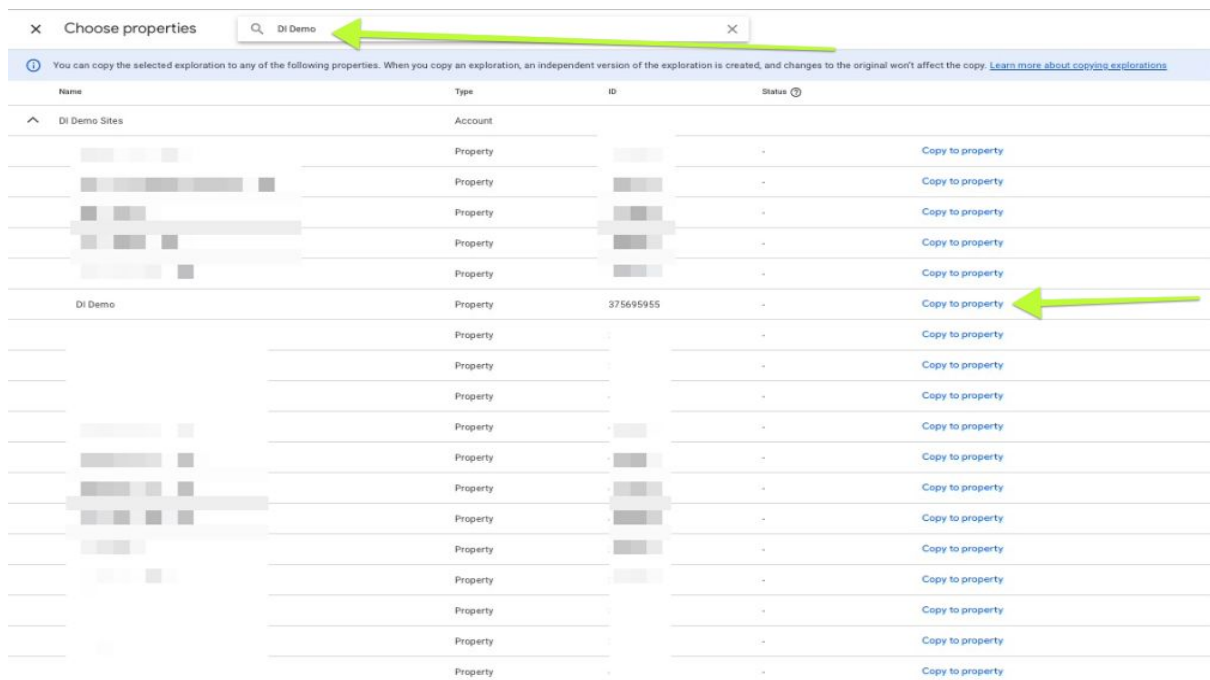 Choose properties DI Demo
You can copy the selected exploration to any of the following properties. When you copy an exploration, an independent version of the exploration is created, and changes to the original won't affect the copy. Learn more about copying explorations
Name Type ID Status
DI Demo Sites Account
Property - Copy to property
Property - Copy to property
Property - Copy to property
Property - Copy to property
Property - Copy to property
DI Demo Property 375695955 - Copy to property
Property - Copy to property
Property - Copy to property
Property - Copy to property
Property - Copy to property
Property - Copy to property
Property - Copy to property
Property - Copy to property
Property - Copy to property
Property - Copy to property
Property - Copy to property
Property - Copy to property
Property - Copy to property